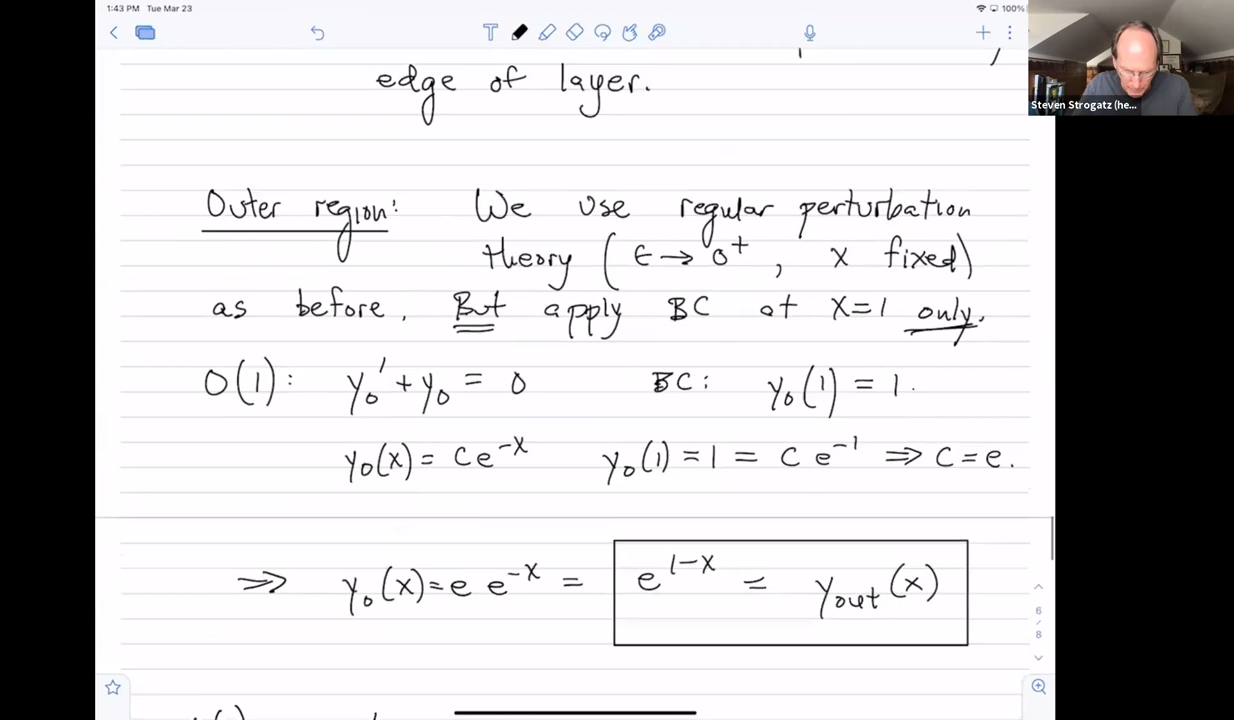 1:43 PM Tue Mar 23
100%
Steven Strogatz (he...
edge of layer.
Outer region: We use regular perturbation
theory (ϵ → 0⁺, x fixed)
as before. But apply BC at x=1 only.
O(1): y₀' + y₀ = 0 BC: y₀(1) = 1.
y₀(x) = c e⁻ˣ y₀(1) = 1 = c e⁻¹ ⇒ c = e.
⇒ y₀(x) = e e⁻ˣ = e¹⁻ˣ = y_out(x)
6
/
8